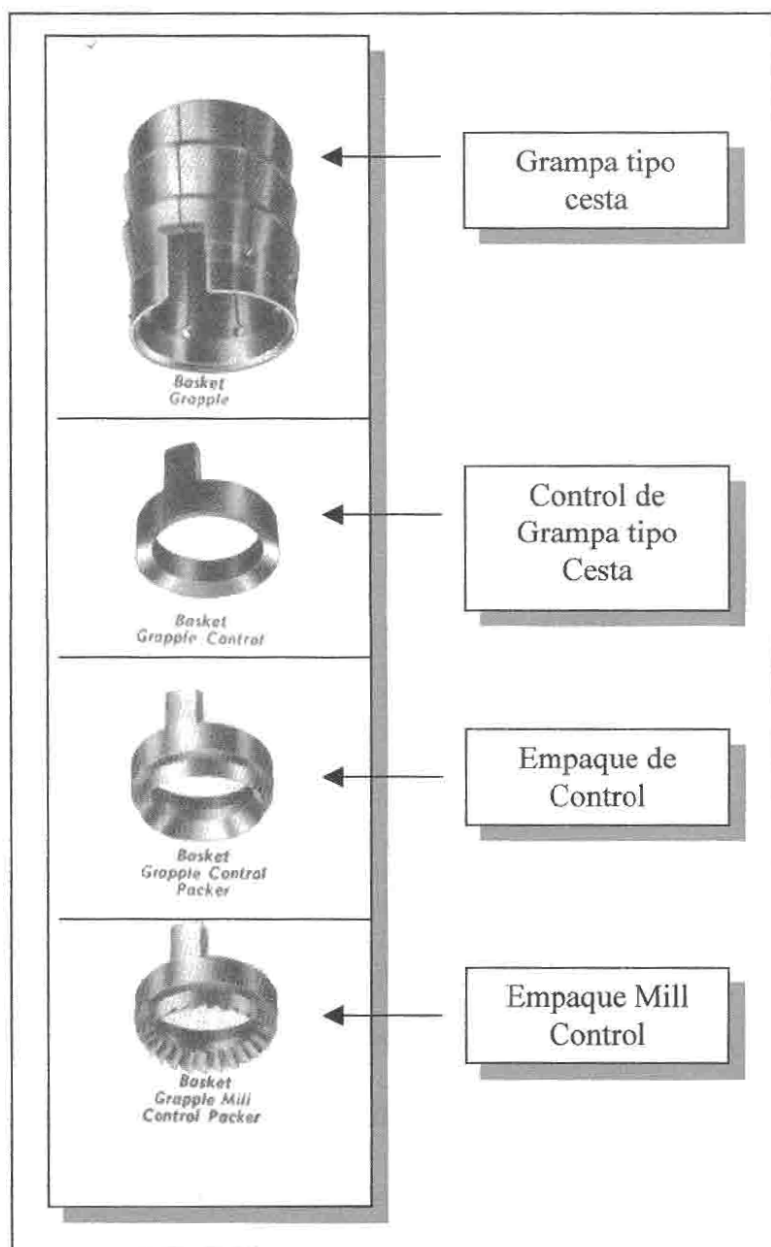 Grampa tipo
cesta
Basket
Grapple
Control de
Grampa tipo
Cesta
Basket
Grapple Control
Empaque de
Control
Basket
Grapple Control
Packer
Empaque Mill
Control
Basket
Grapple Mill
Control Packer